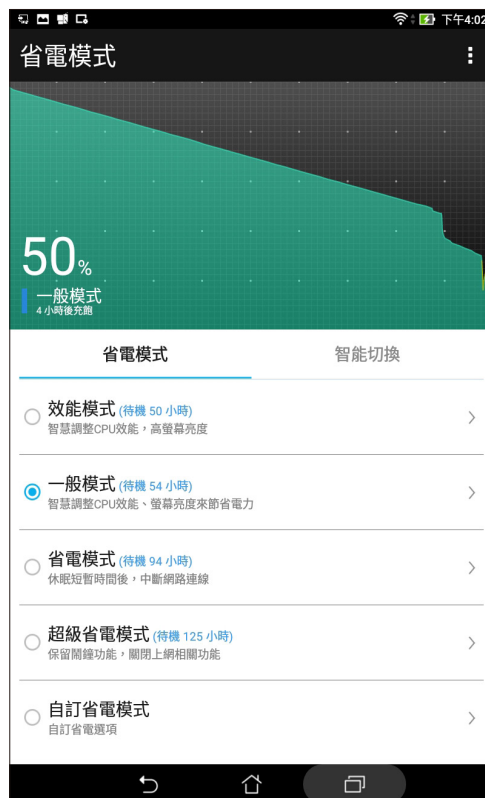 下午4:02
省電模式
50%
一般模式
4 小時後充飽
省電模式 智能切換
效能模式 (待機 50 小時)
智慧調整CPU效能，高螢幕亮度
一般模式 (待機 54 小時)
智慧調整CPU效能、螢幕亮度來節省電力
省電模式 (待機 94 小時)
休眠短暫時間後，中斷網路連線
超級省電模式 (待機 125 小時)
保留鬧鐘功能，關閉上網相關功能
自訂省電模式
自訂省電選項